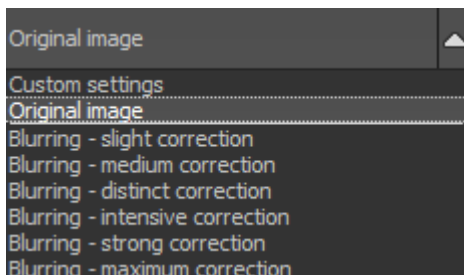 Original image
Custom settings
Original image
Blurring - slight correction
Blurring - medium correction
Blurring - distinct correction
Blurring - intensive correction
Blurring - strong correction
Blurring - maximum correction